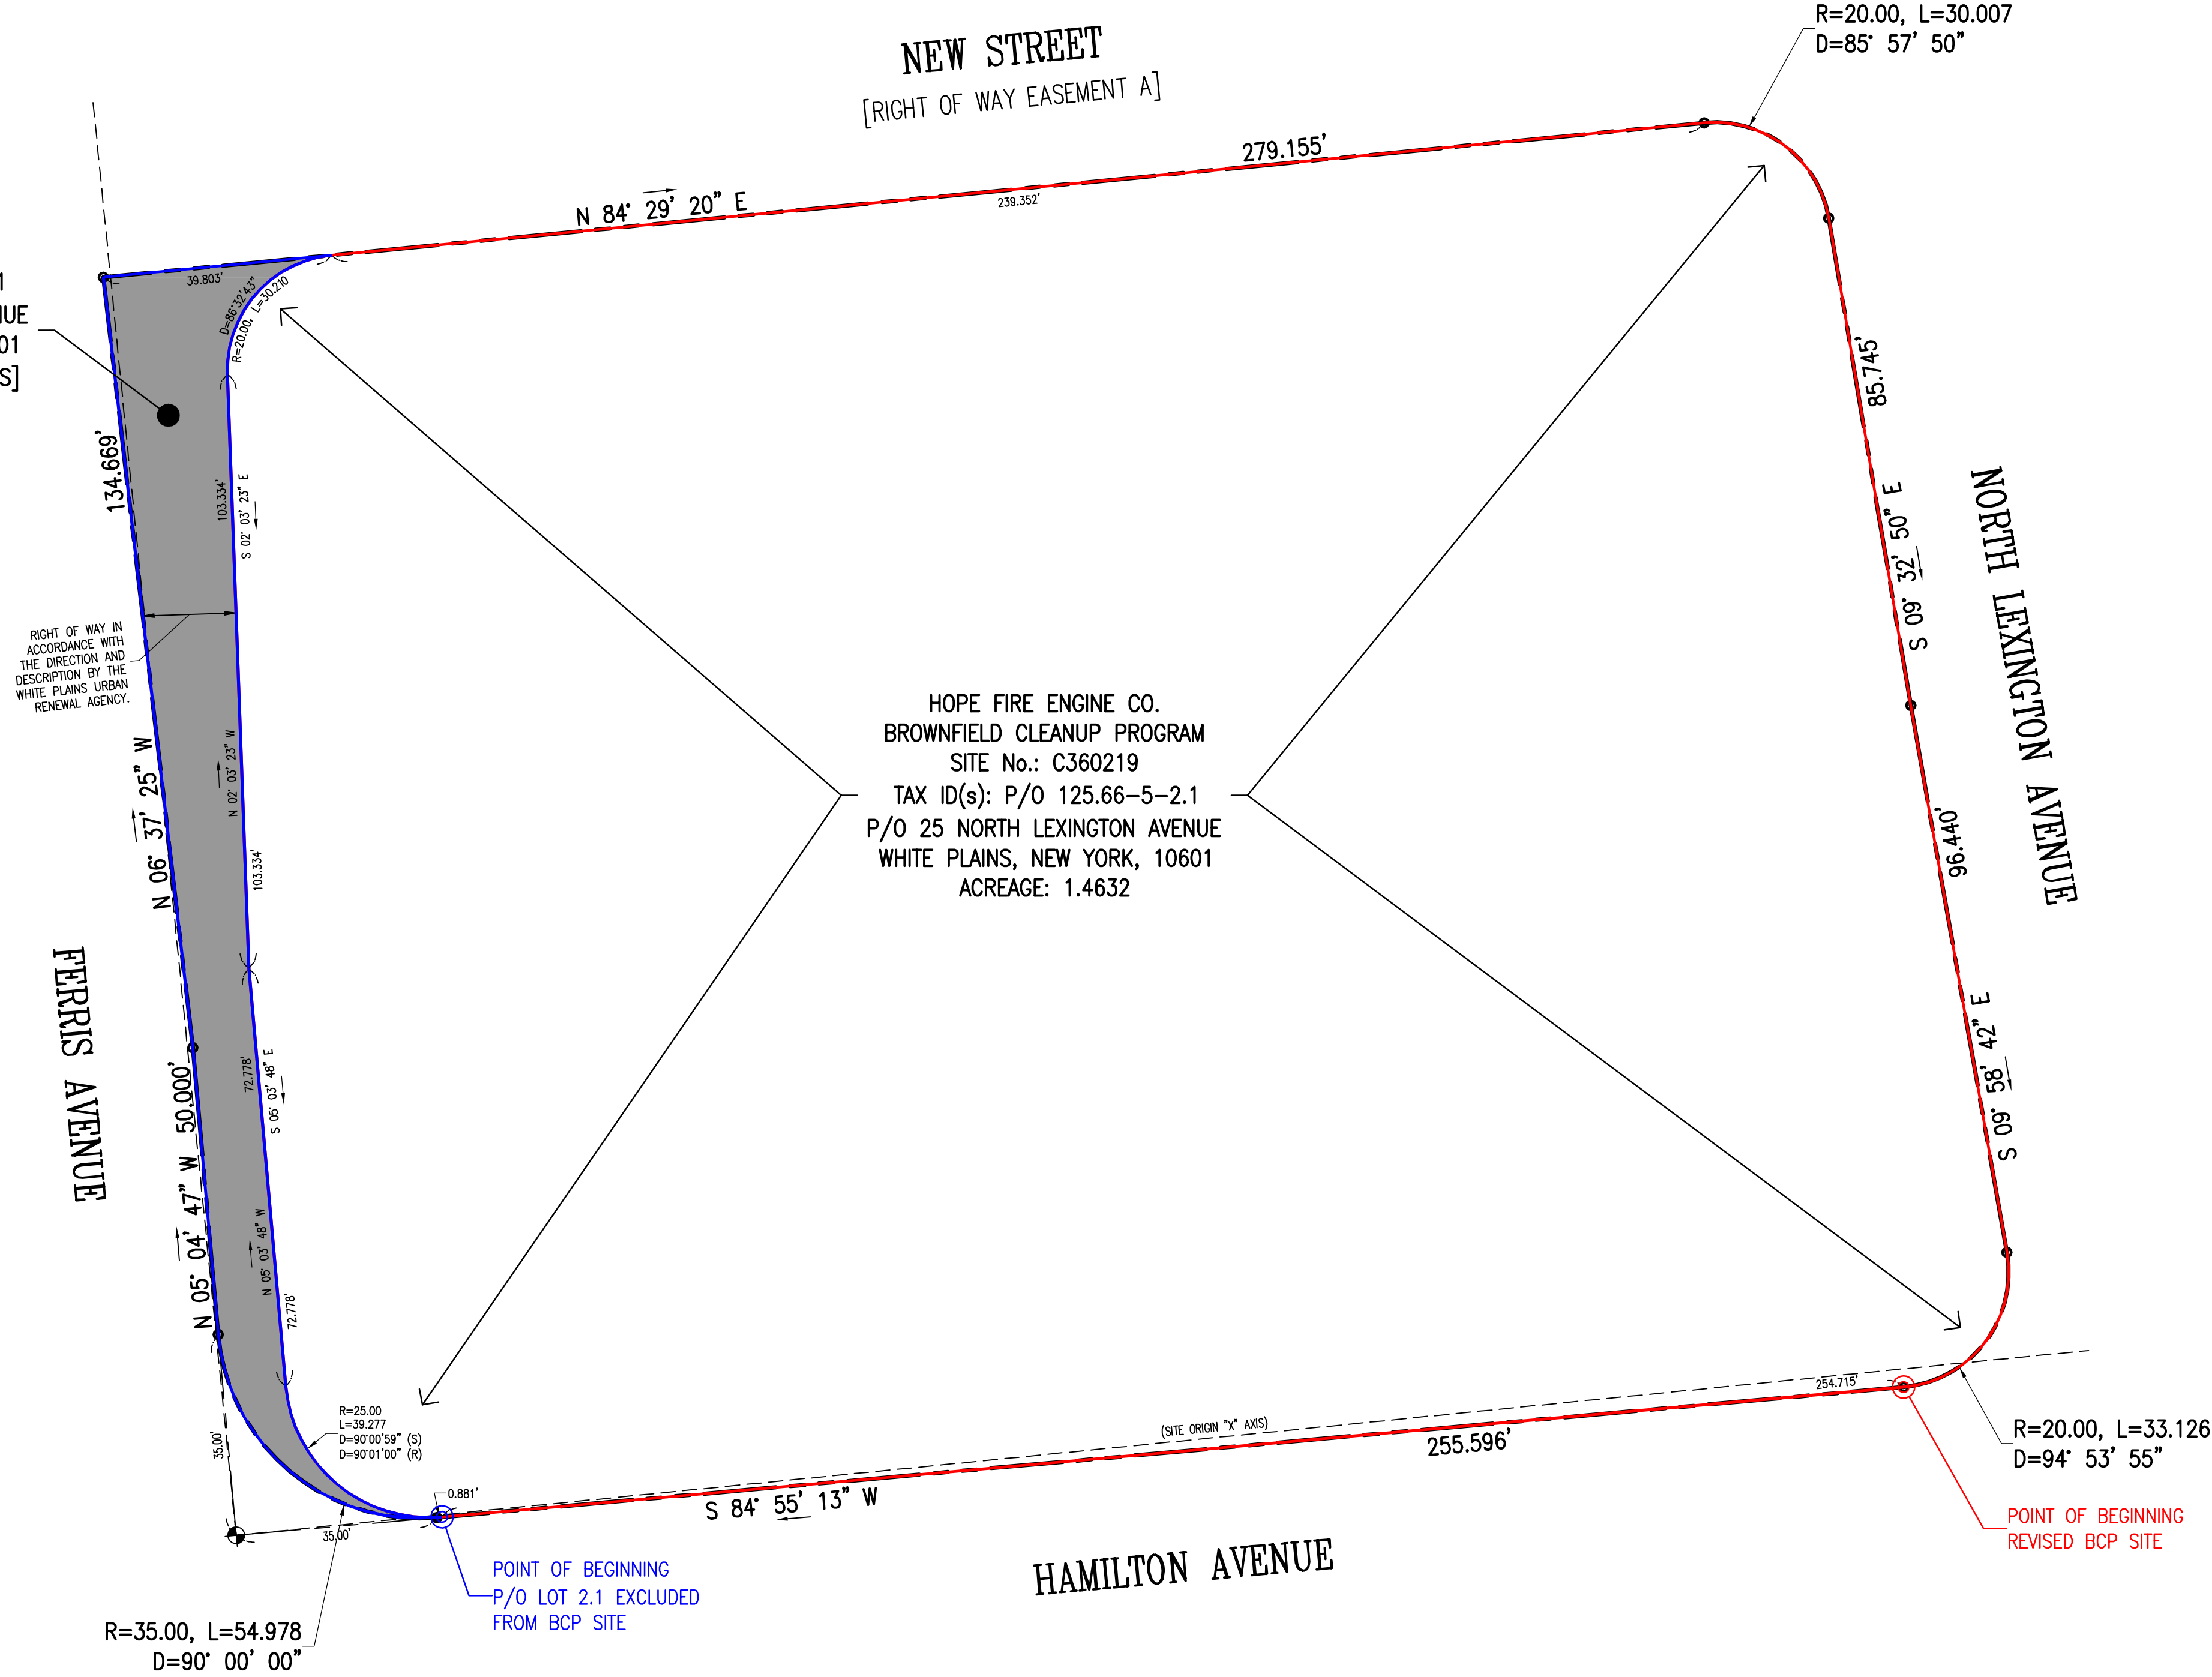 R=20.00, L=30.007
D=85° 57' 50"
NEW STREET
[RIGHT OF WAY EASEMENT A]
279.155'
N 84° 29' 20" E
239.352'
1
01
S]
39.803'
D=86°32'43"
R=20.00, L=30.210
134.669'
103.334'
S 02° 03' 23" E
85.745'
S 09° 32' 50" E
NORTH LEXINGTON AVENUE
RIGHT OF WAY IN
ACCORDANCE WITH
THE DIRECTION AND
DESCRIPTION BY THE
WHITE PLAINS URBAN
RENEWAL AGENCY.
N 06° 37' 25" W
N 02° 03' 23" W
103.334'
HOPE FIRE ENGINE CO.
BROWNFIELD CLEANUP PROGRAM
SITE No.: C360219
TAX ID(s): P/O 125.66-5-2.1
P/O 25 NORTH LEXINGTON AVENUE
WHITE PLAINS, NEW YORK, 10601
ACREAGE: 1.4632
96.440'
S 09° 58' 42" E
FERRIS AVENUE
N 05° 04' 47" W 50.000'
72.778'
S 05° 03' 48" E
N 05° 03' 48" W
72.778'
R=25.00
L=39.277
D=90°00'59" (S)
D=90°01'00" (R)
35.00'
35.00'
0.881'
(SITE ORIGIN "X" AXIS)
254.715'
255.596'
S 84° 55' 13" W
R=20.00, L=33.126
D=94° 53' 55"
HAMILTON AVENUE
POINT OF BEGINNING
REVISED BCP SITE
POINT OF BEGINNING
P/O LOT 2.1 EXCLUDED
FROM BCP SITE
R=35.00, L=54.978
D=90° 00' 00"